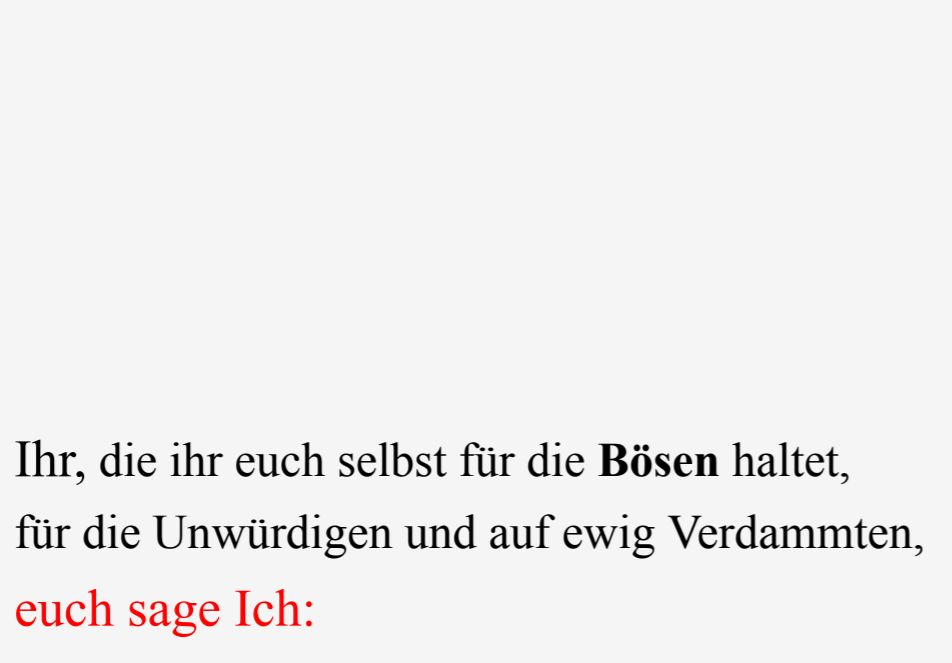 Ihr, die ihr euch selbst für die Bösen haltet,
für die Unwürdigen und auf ewig Verdammten,
euch sage Ich: